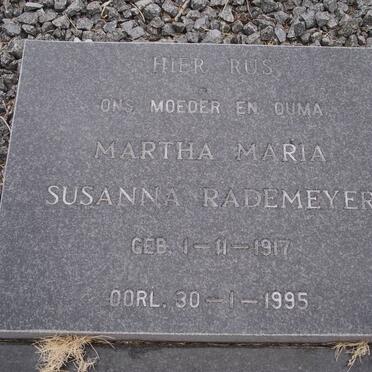 HIER RUS
ONS MOEDER EN OUMA
MARTHA MARIA
SUSANNA RADEMEYER
GEB. 1-11-1917
OORL. 30-1-1995